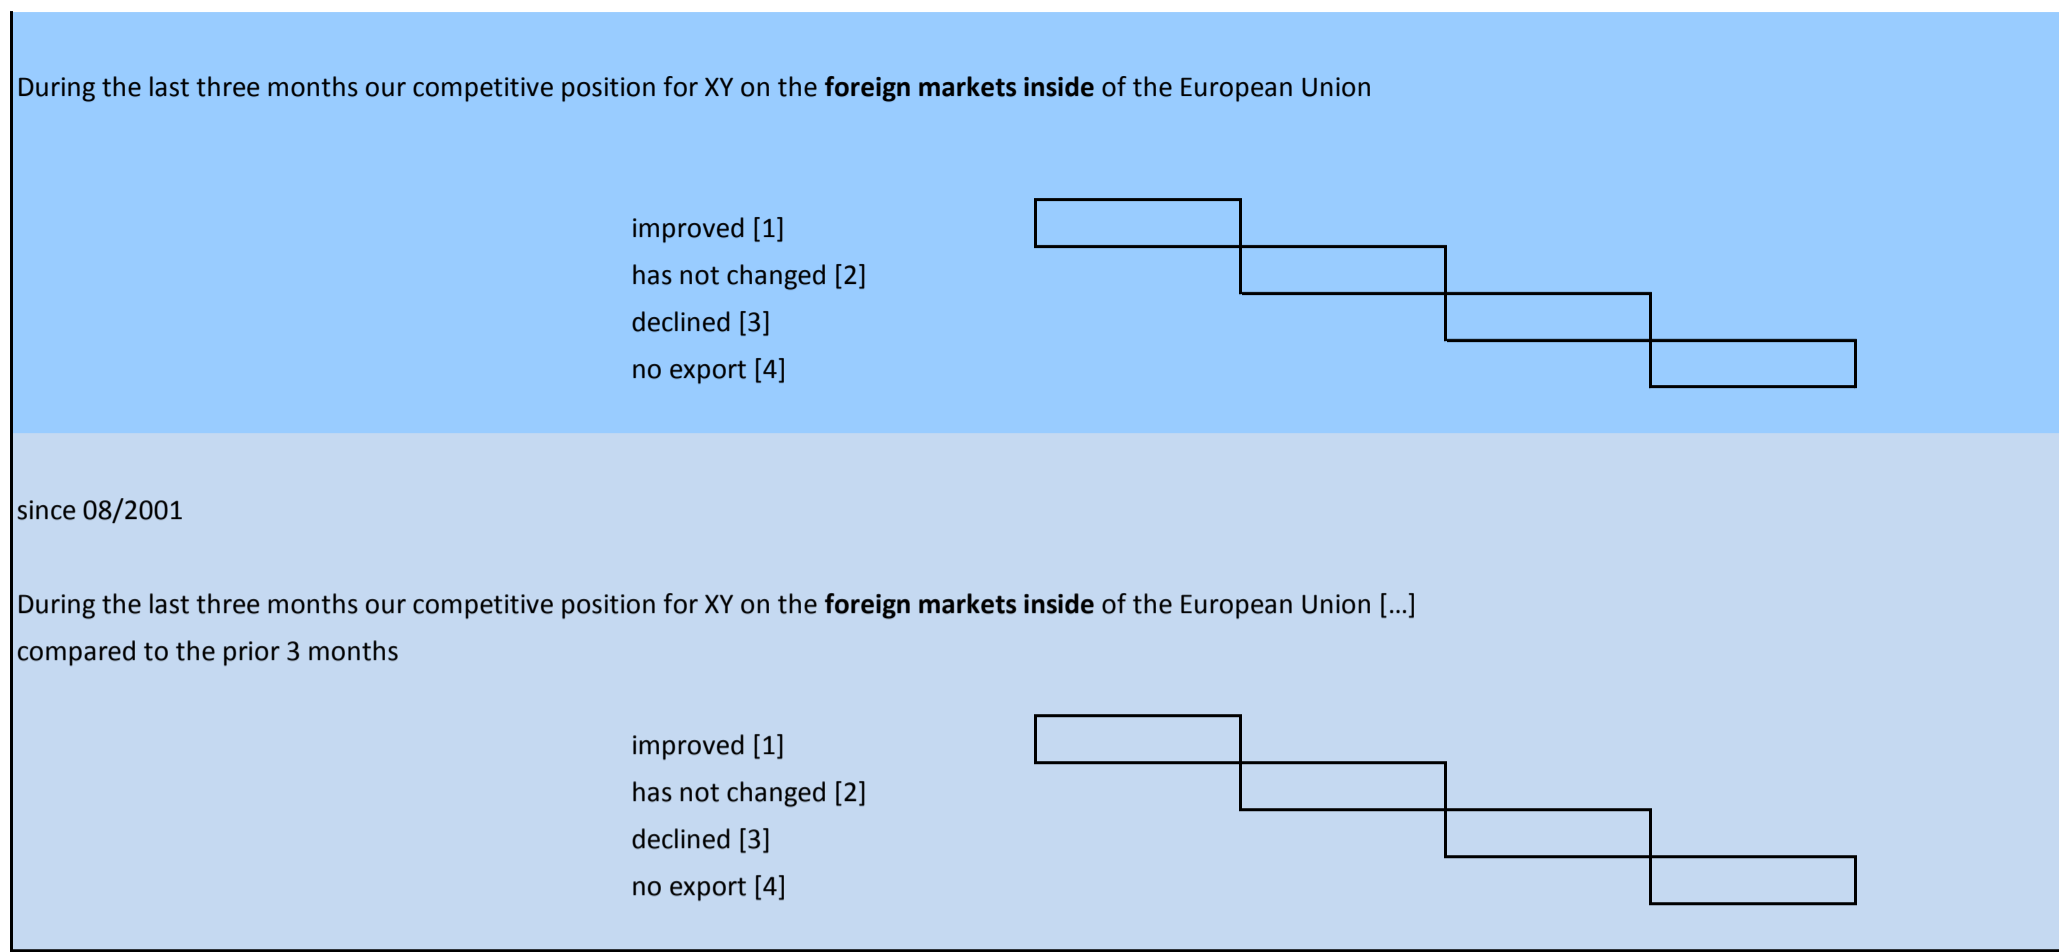 During the last three months our competitive position for XY on the foreign markets inside of the European Union
improved [1]
has not changed [2]
declined [3]
no export [4]
since 08/2001
During the last three months our competitive position for XY on the foreign markets inside of the European Union […]
compared to the prior 3 months
improved [1]
has not changed [2]
declined [3]
no export [4]